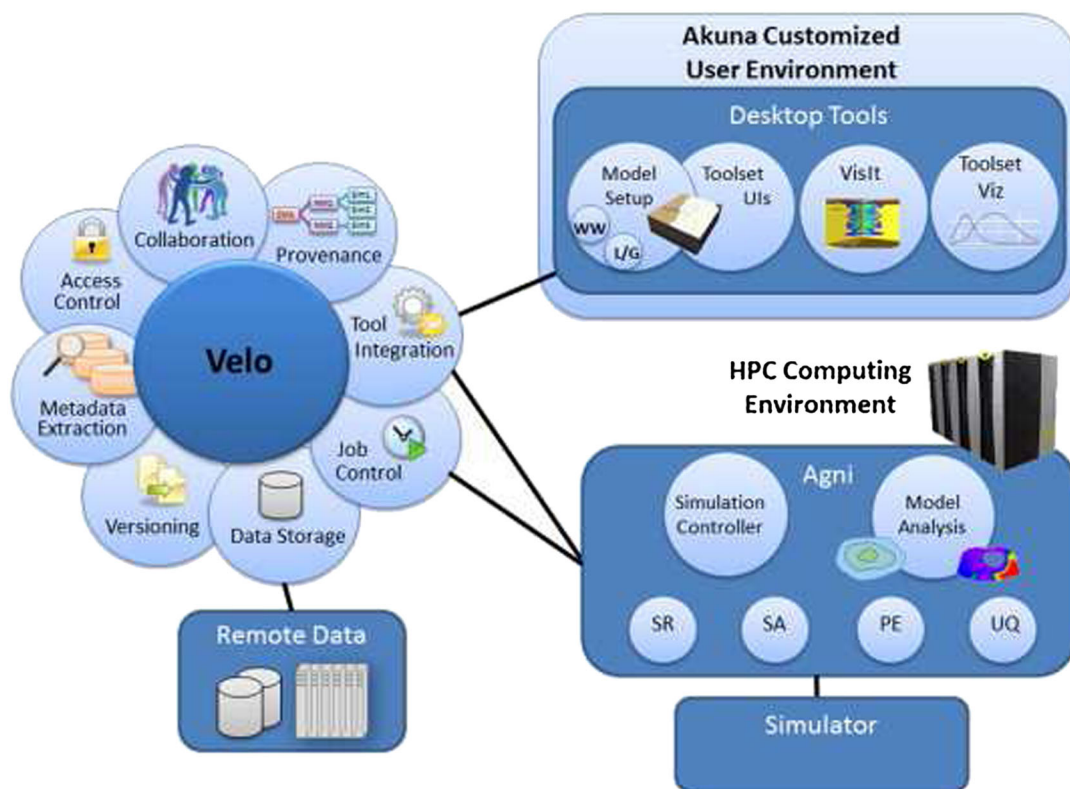 Akuna Customized
User Environment
Desktop Tools
Model
Setup
WW
L/G
Toolset
UIs
VisIt
Toolset
Viz
Collaboration
Provenance
Access
Control
Tool
Integration
Velo
Metadata
Extraction
Job
Control
Versioning
Data Storage
Remote Data
HPC Computing
Environment
Agni
Simulation
Controller
Model
Analysis
SR
SA
PE
UQ
Simulator